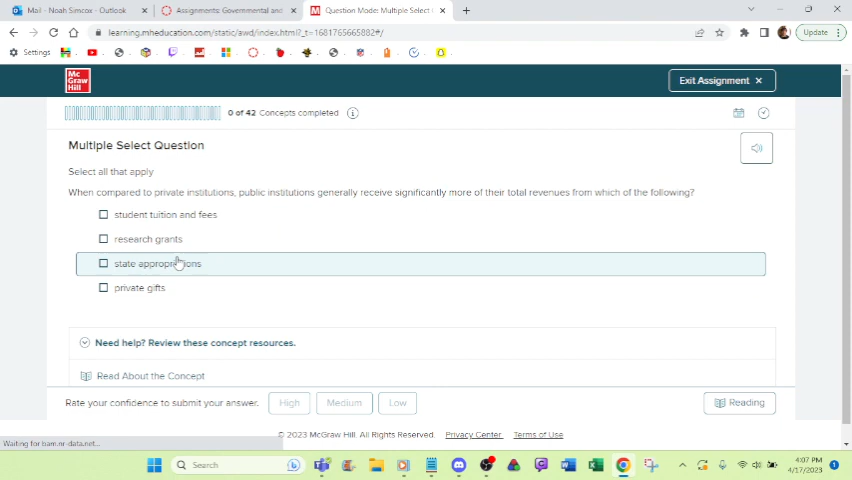 Mail - Noah Simcox - Outlook
Assignments: Governmental and
Question Mode: Multiple Select
learning.mheducation.com/static/awd/index.html?_t=1681765665882#/
Update
Settings
Mc
Graw
Hill
Exit Assignment
0 of 42 Concepts completed
Multiple Select Question
Select all that apply
When compared to private institutions, public institutions generally receive significantly more of their total revenues from which of the following?
student tuition and fees
research grants
state appropriations
private gifts
Need help? Review these concept resources.
Read About the Concept
Rate your confidence to submit your answer.
High
Medium
Low
Reading
© 2023 McGraw Hill. All Rights Reserved.
Privacy Center
Terms of Use
Waiting for bam.nr-data.net...
Search
4:07 PM
4/17/2023